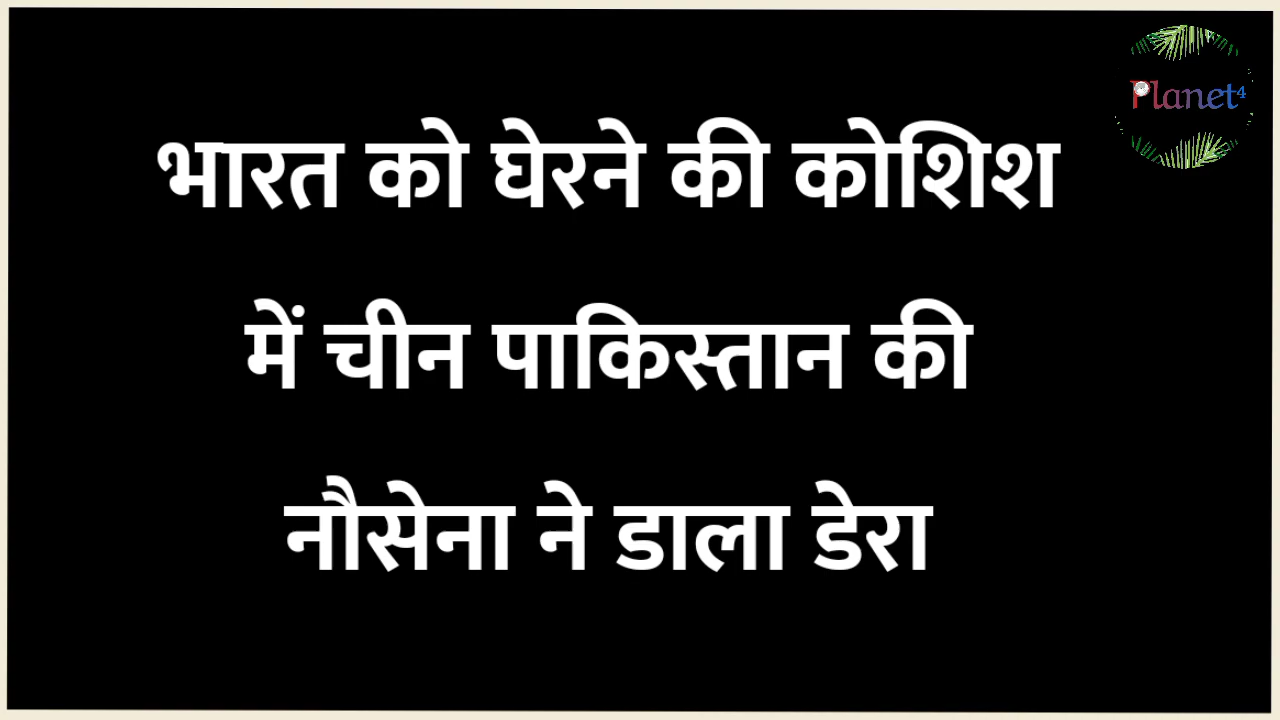 Planet4
भारत को घेरने की कोशिश
में चीन पाकिस्तान की
नौसेना ने डाला डेरा